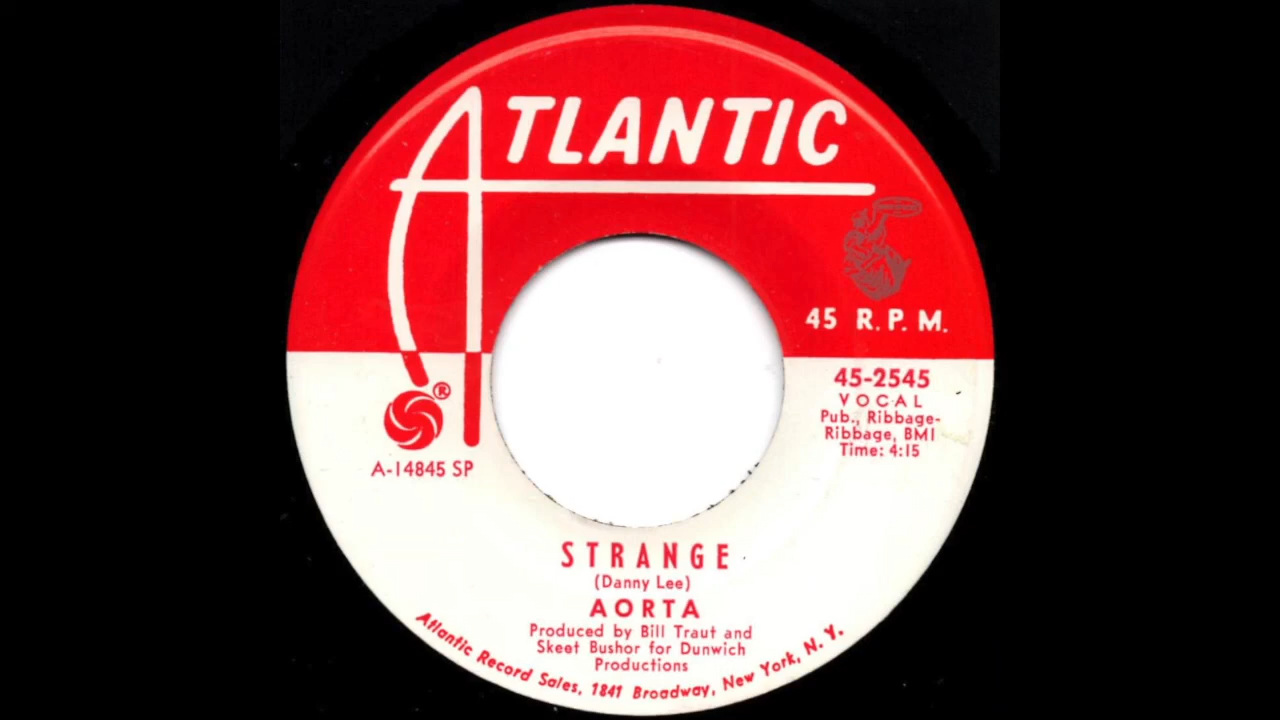 ATLANTIC
45 R.P.M.
45-2545
VOCAL
Pub., Ribbage-
Ribbage, BMI
Time: 4:15
®
A-14845 SP
STRANGE
(Danny Lee)
AORTA
Produced by Bill Traut and
Skeet Bushor for Dunwich
Productions
Atlantic Record Sales, 1841 Broadway, New York, N. Y.